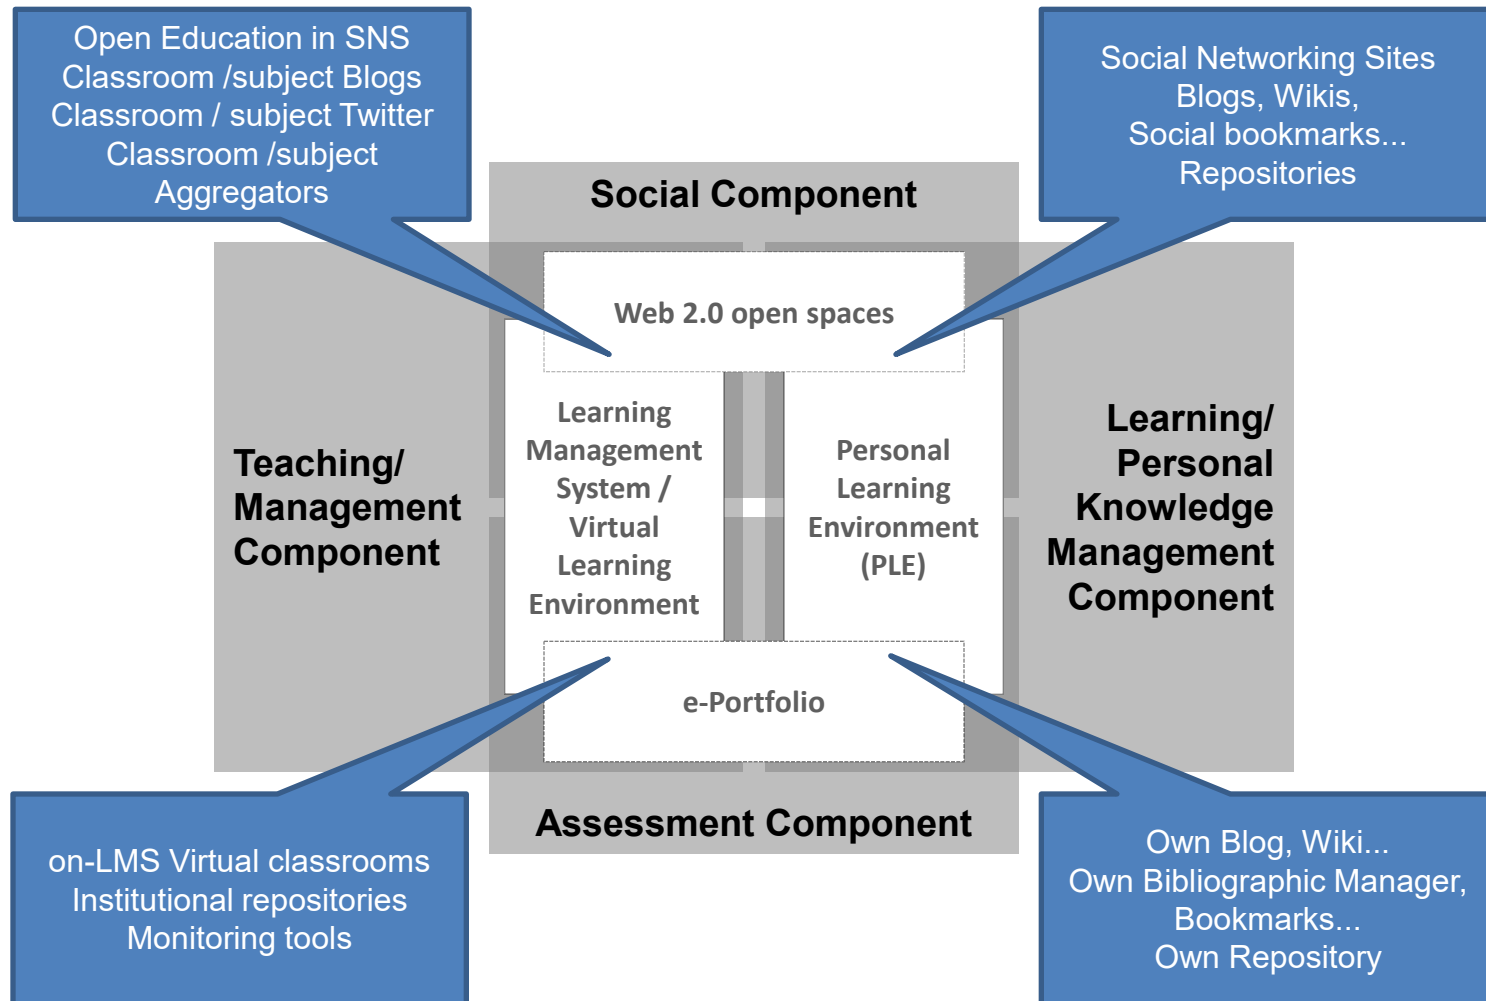 Open Education in SNS
Classroom /subject Blogs
Classroom / subject Twitter
Classroom /subject
Aggregators
Social Networking Sites
Blogs, Wikis,
Social bookmarks...
Repositories
Social Component
Web 2.0 open spaces
Teaching/
Management
Component
Learning
Management
System /
Virtual
Learning
Environment
Personal
Learning
Environment
(PLE)
Learning/
Personal
Knowledge
Management
Component
e-Portfolio
Assessment Component
on-LMS Virtual classrooms
Institutional repositories
Monitoring tools
Own Blog, Wiki...
Own Bibliographic Manager,
Bookmarks...
Own Repository